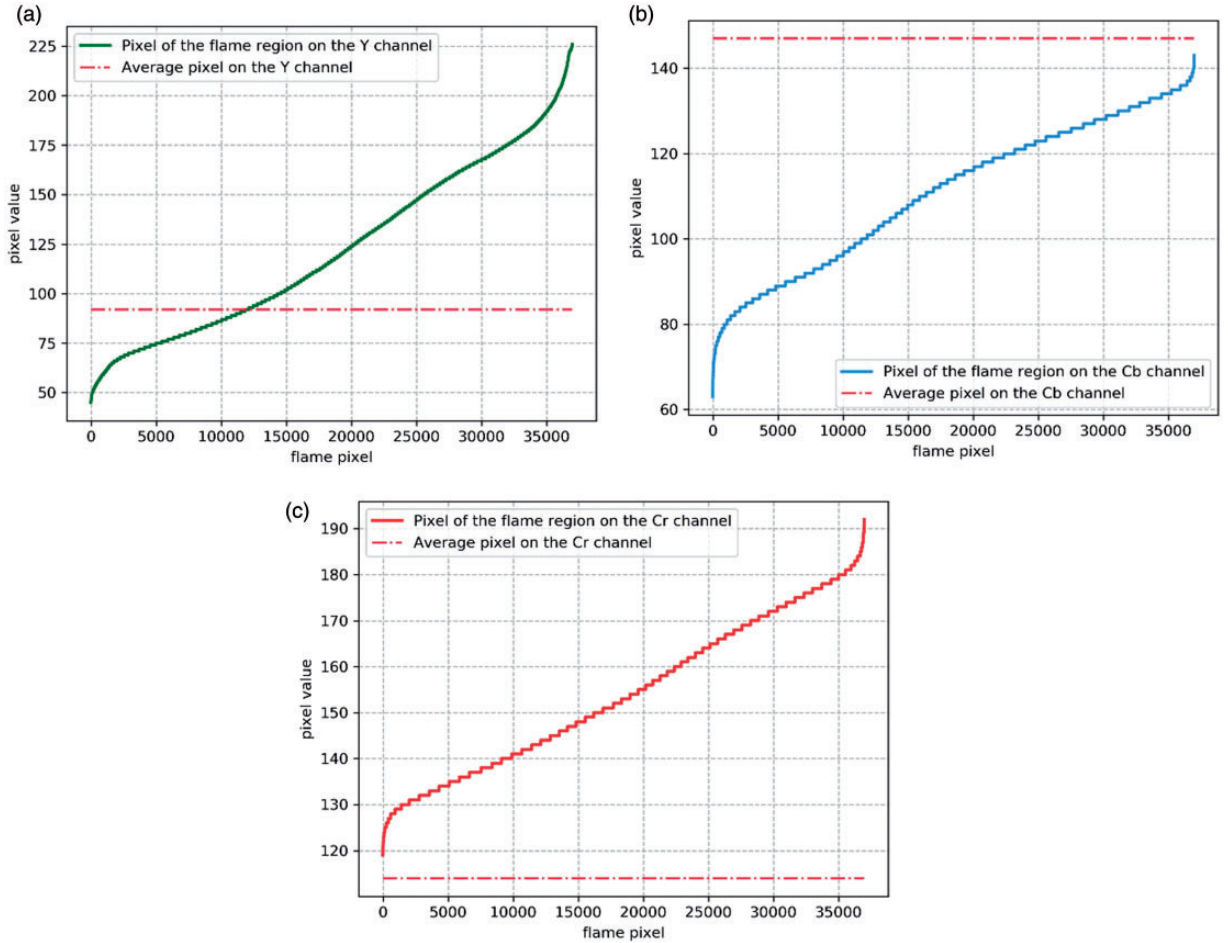 (a)
225
200
175
150
125
100
75
50
pixel value
Pixel of the flame region on the Y channel
Average pixel on the Y channel
0 5000 10000 15000 20000 25000 30000 35000
flame pixel
(b)
140
120
100
80
60
pixel value
Pixel of the flame region on the Cb channel
Average pixel on the Cb channel
0 5000 10000 15000 20000 25000 30000 35000
flame pixel
(c)
190
180
170
160
150
140
130
120
pixel value
Pixel of the flame region on the Cr channel
Average pixel on the Cr channel
0 5000 10000 15000 20000 25000 30000 35000
flame pixel